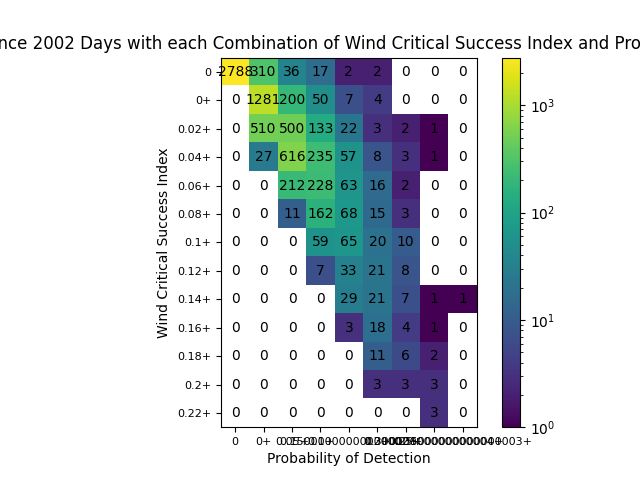 nce 2002 Days with each Combination of Wind Critical Success Index and Pro
0 2788 310 36 17 2 2 0 0 0
0+ 0 1281 200 50 7 4 0 0 0
0.02+ 0 510 500 133 22 3 2 1 0
0.04+ 0 27 616 235 57 8 3 1 0
0.06+ 0 0 212 228 63 16 2 0 0
0.08+ 0 0 11 162 68 15 3 0 0
0.1+ 0 0 0 59 65 20 10 0 0
0.12+ 0 0 0 7 33 21 8 0 0
0.14+ 0 0 0 0 29 21 7 1 1
0.16+ 0 0 0 0 3 18 4 1 0
0.18+ 0 0 0 0 0 11 6 2 0
0.2+ 0 0 0 0 0 3 3 3 0
0.22+ 0 0 0 0 0 0 0 3 0
0 0+
Probability of Detection
Wind Critical Success Index
10³
10²
10¹
10⁰